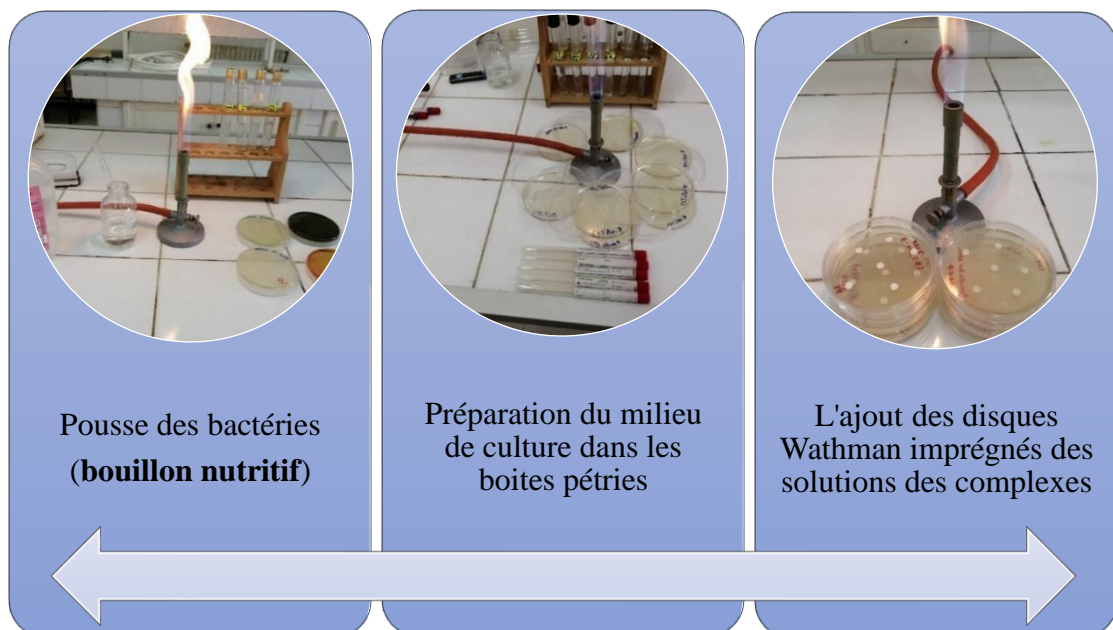 Pousse des bactéries
(bouillon nutritif)
Préparation du milieu
de culture dans les
boites pétries
L'ajout des disques
Wathman imprégnés des
solutions des complexes